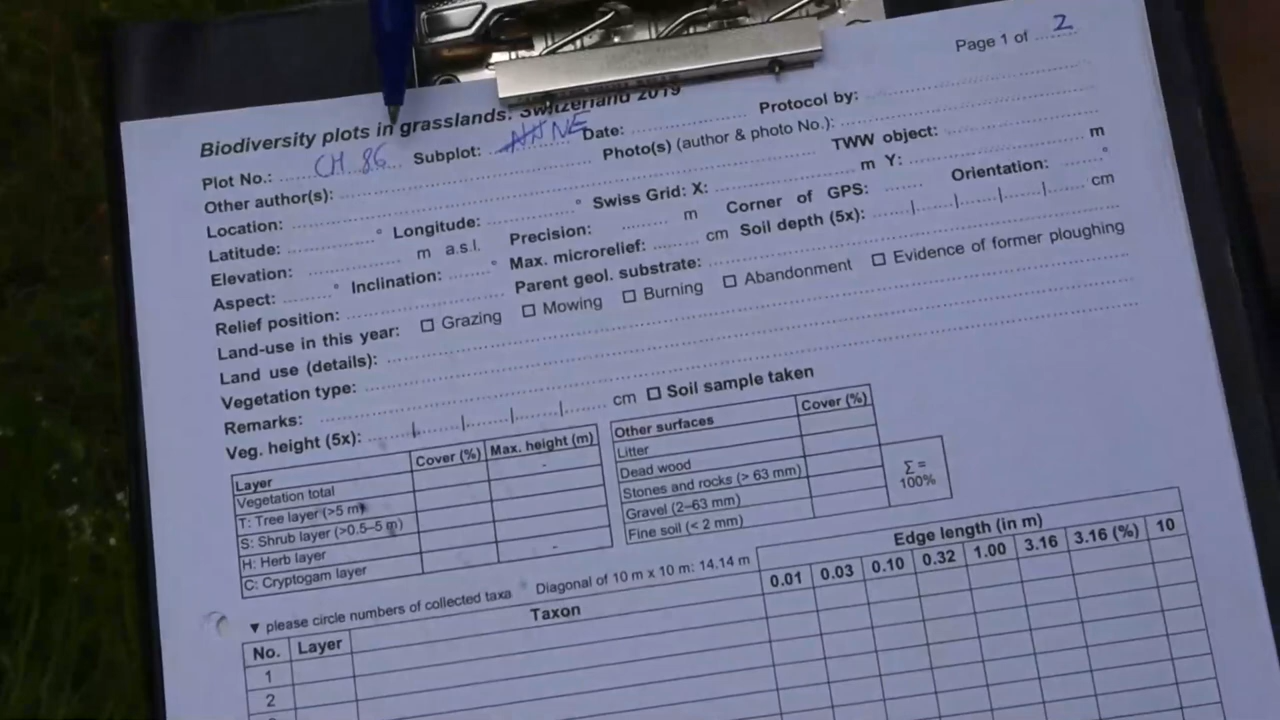 Page 1 of 2
Biodiversity plots in grasslands: Switzerland 2019
Plot No.: CH 86 Subplot: NE Date: Protocol by:
Other author(s): Photo(s) (author & photo No.):
Location: TWW object:
Latitude: ° Longitude: ° Swiss Grid: X: m Y: m
Elevation: m a.s.l. Precision: m Corner of GPS: Orientation: °
Aspect: ° Inclination: ° Max. microrelief: cm Soil depth (5x): cm
Relief position: Parent geol. substrate:
Land-use in this year: ☐ Grazing ☐ Mowing ☐ Burning ☐ Abandonment ☐ Evidence of former ploughing
Land use (details):
Vegetation type:
Remarks:
Veg. height (5x): cm ☐ Soil sample taken
Layer Cover (%) Max. height (m)
Vegetation total
T: Tree layer (>5 m)
S: Shrub layer (>0.5–5 m)
H: Herb layer
C: Cryptogam layer
Other surfaces Cover (%)
Litter
Dead wood
Stones and rocks (> 63 mm)
Gravel (2–63 mm)
Fine soil (< 2 mm)
Σ =
100%
▼ please circle numbers of collected taxa Diagonal of 10 m x 10 m: 14.14 m
Edge length (in m)
No. Layer Taxon 0.01 0.03 0.10 0.32 1.00 3.16 3.16 (%) 10
1
2